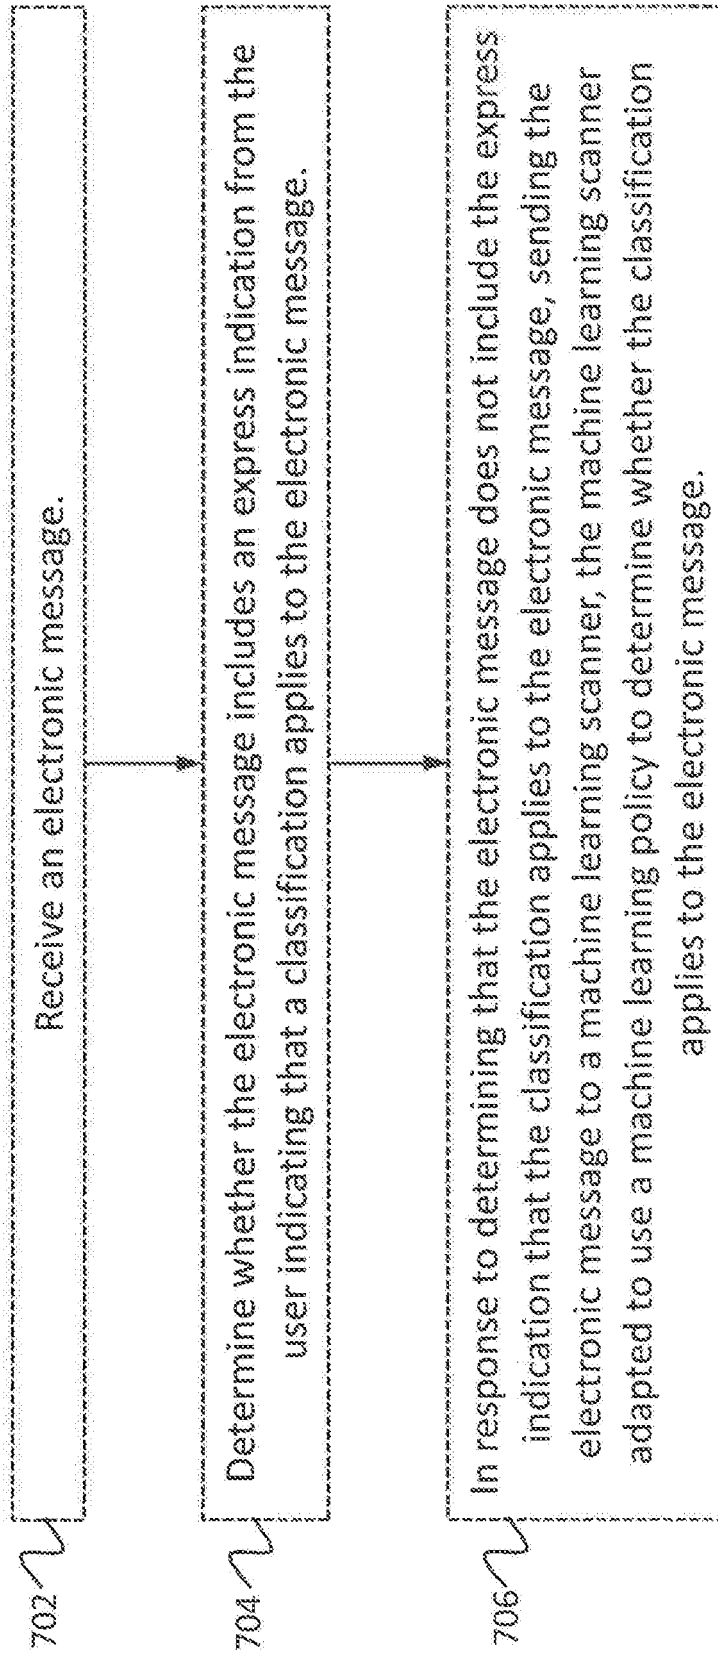 702
Receive an electronic message.
704
Determine whether the electronic message includes an express indication from the
user indicating that a classification applies to the electronic message.
706
In response to determining that the electronic message does not include the express
indication that the classification applies to the electronic message, sending the
electronic message to a machine learning scanner, the machine learning scanner
adapted to use a machine learning policy to determine whether the classification
applies to the electronic message.